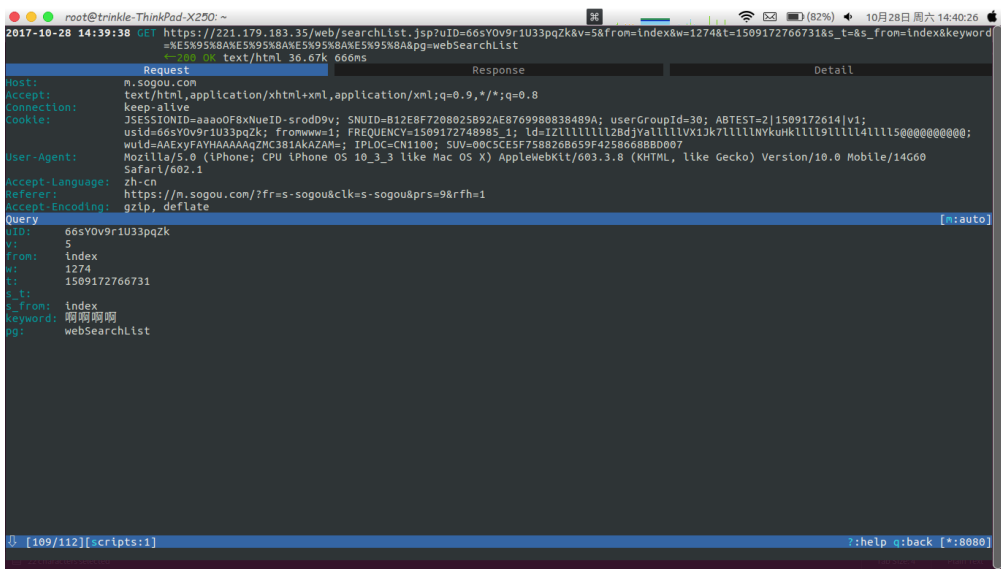 root@trinkle-ThinkPad-X250: ~
(82%) 10月28日 周六 14:40:26
2017-10-28 14:39:38 GET https://221.179.183.35/web/searchList.jsp?uID=66sYOv9r1U33pqZk&v=5&from=index&w=1274&t=1509172766731&s_t=&s_from=index&keyword
=%E5%95%8A%E5%95%8A%E5%95%8A%E5%95%8A&pg=webSearchList
←200 OK text/html 36.67k 666ms
Request Response Detail
Host: m.sogou.com
Accept: text/html,application/xhtml+xml,application/xml;q=0.9,*/*;q=0.8
Connection: keep-alive
Cookie: JSESSIONID=aaaoOF8xNueID-srodD9v; SNUID=B12E8F7208025B92AE8769980838489A; userGroupId=30; ABTEST=2|1509172614|v1;
usid=66sYOv9r1U33pqZk; fromwww=1; FREQUENCY=1509172748985_1; ld=IZllllllll2BdjYalllllVX1Jk7lllllNYkuHkllll9lllll4llll5@@@@@@@@@@;
wuid=AAExyFAYHAAAAAqZMC381AkAZAM=; IPLOC=CN1100; SUV=00C5CE5F758826B659F4258668BBD007
User-Agent: Mozilla/5.0 (iPhone; CPU iPhone OS 10_3_3 like Mac OS X) AppleWebKit/603.3.8 (KHTML, like Gecko) Version/10.0 Mobile/14G60
Safari/602.1
Accept-Language: zh-cn
Referer: https://m.sogou.com/?fr=s-sogou&clk=s-sogou&prs=9&rfh=1
Accept-Encoding: gzip, deflate
Query [m:auto]
uID: 66sYOv9r1U33pqZk
v: 5
from: index
w: 1274
t: 1509172766731
s_t:
s_from: index
keyword: 啊啊啊啊
pg: webSearchList
⇩ [109/112][scripts:1] ?:help q:back [*:8080]